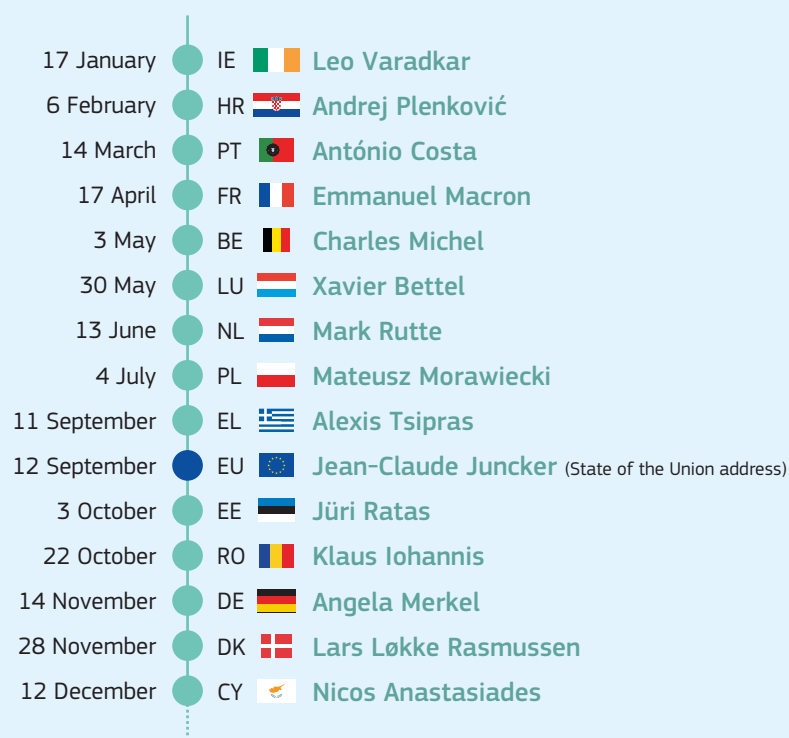 17 January IE Leo Varadkar
6 February HR Andrej Plenković
14 March PT António Costa
17 April FR Emmanuel Macron
3 May BE Charles Michel
30 May LU Xavier Bettel
13 June NL Mark Rutte
4 July PL Mateusz Morawiecki
11 September EL Alexis Tsipras
12 September EU Jean-Claude Juncker (State of the Union address)
3 October EE Jüri Ratas
22 October RO Klaus Iohannis
14 November DE Angela Merkel
28 November DK Lars Løkke Rasmussen
12 December CY Nicos Anastasiades